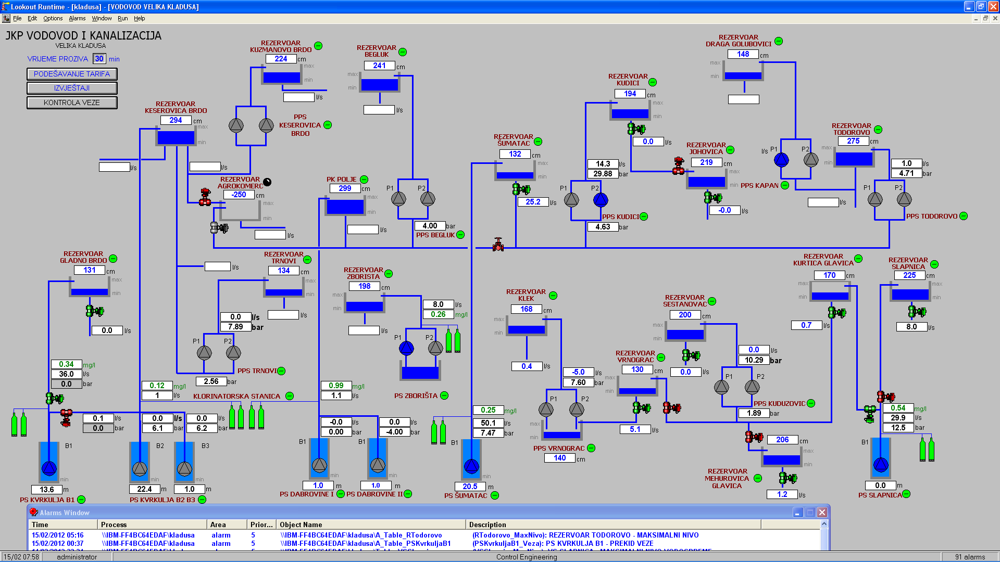 Lookout Runtime - [kladusa] - [VODOVOD VELIKA KLADUSA]
File Edit Options Alarms Window Run Help
JKP VODOVOD I KANALIZACIJA
VELIKA KLADUSA
VRIJEME PROZIVA 30 min
PODEŠAVANJE TARIFA
IZVJEŠTAJI
KONTROLA VEZE
REZERVOAR
KUZMANOVO BRDO
224 cm
max
min
l/s
REZERVOAR
BEGLUK
241 cm
max
min
l/s
REZERVOAR
DRAGA GOLUBOVICI
148 cm
max
min
REZERVOAR
KUDICI
194 cm
max
min
0.0 l/s
REZERVOAR
KESEROVICA BRDO
294 cm
max
min
l/s
l/s
PPS
KESEROVICA
BRDO
REZERVOAR
ŠUMATAC
132 cm
max
min
25.2 l/s
REZERVOAR
JOHOVICA
219 cm
max
min
-0.0 l/s
REZERVOAR
TODOROVO
275 cm
max
min
l/s P1 P2
PPS KAPAN
l/s
1.0 l/s
4.71 bar
P1 P2
PPS TODOROVO
14.3 l/s
29.88 bar
P1 P2
PPS KUDICI
4.63 bar
REZERVOAR
AGROKOMERC
-250 cm
max
min
l/s
PK POLJE
299 cm
max
min
l/s
P1 P2
4.00 bar
PPS BEGLUK
REZERVOAR
GLADNO BRDO
131 cm
max
min
0.0 l/s
l/s
REZERVOAR
TRNOVI
134 cm
max
min
l/s
0.0 l/s
7.89 bar
P1 P2
PPS TRNOVI
2.56 bar
REZERVOAR
ZBORISTA
198 cm
max
min
l/s
8.0 l/s
0.26 mg/l
P1 P2
PS ZBORIŠTA
REZERVOAR
KLEK
168 cm
max
min
0.4 l/s
REZERVOAR
SESTANOVAC
200 cm
max
min
0.0 l/s
REZERVOAR
KURTICA GLAVICA
170 cm
max
min
0.7 l/s
REZERVOAR
SLAPNICA
225 cm
max
min
8.0 l/s
REZERVOAR
VRNOGRAC
130 cm
max
min
5.1 l/s
-5.0 l/s
7.60 bar
P1 P2
max
min
PPS VRNOGRAC
140 cm
0.0 l/s
10.29 bar
P1 P2
PPS KUDUZOVIC
1.89 bar
0.34 mg/l
36.0 l/s
0.0 bar
0.12 mg/l
1 l/s
KLORINATORSKA STANICA
0.99 mg/l
1.1 l/s
0.1 l/s
0.0 bar
0.0 l/s
6.1 bar
0.0 l/s
6.2 bar
-0.0 l/s
0.00 bar
0.0 l/s
-4.00 bar
0.25 mg/l
50.1 l/s
7.47 bar
0.54 mg/l
29.9 l/s
12.5 bar
206 cm
max
min
REZERVOAR
MEHUROVICA
GLAVICA
1.2 l/s
B1
min
13.6 m
PS KVRKULJA B1
B2
min
22.4 m
B3
min
1.0 m
PS KVRKULJA B2 B3
B1
min
1.0 m
PS DABROVINE I
B1
min
1.0 m
PS DABROVINE II
B1
min
20.5 m
PS ŠUMATAC
B1
min
0.0 m
PS SLAPNICA
Alarms Window
Time Process Area Prior... Object Name Description
15/02/2012 05:16 \\IBM-FF4BC64EDAF\kladusa alarm 5 \\IBM-FF4BC64EDAF\kladusa\A_Table_RTodorovo (RTodorovo_MaxNivo): REZERVOAR TODOROVO - MAKSIMALNI NIVO
15/02/2012 00:37 \\IBM-FF4BC64EDAF\kladusa alarm 5 \\IBM-FF4BC64EDAF\kladusa\A_Table_PSKvrkuljaB1 (PSKvrkuljaB1_Veza): PS KVRKULJA B1 - PREKID VEZE
15/02 07:58 administrator Control Engineering 91 alarms